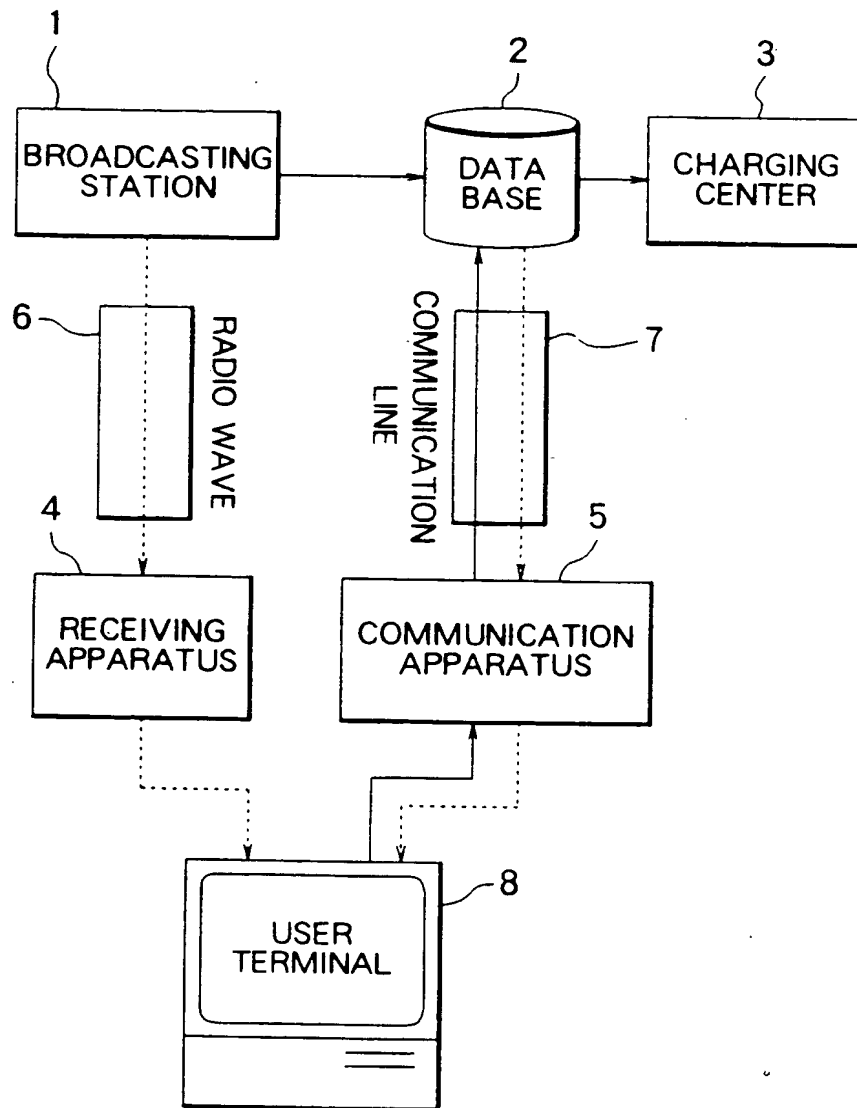 1
2
3
BROADCASTING
STATION
DATA
BASE
CHARGING
CENTER
6
RADIO WAVE
COMMUNICATION
LINE
7
4
5
RECEIVING
APPARATUS
COMMUNICATION
APPARATUS
8
USER
TERMINAL